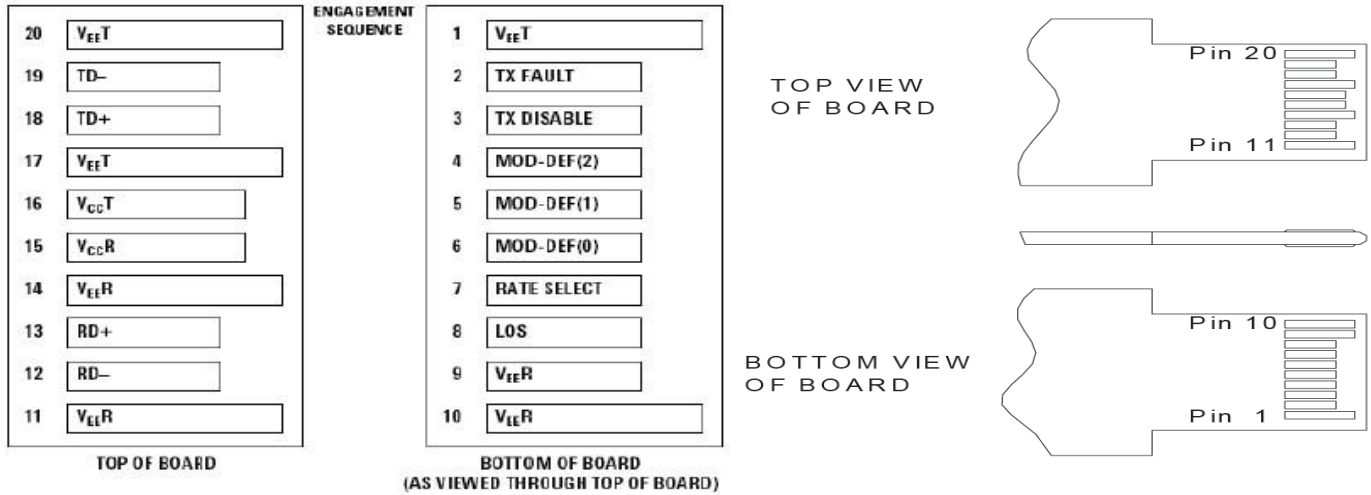 20 VEET
19 TD–
18 TD+
17 VEET
16 VCCT
15 VCCR
14 VEER
13 RD+
12 RD–
11 VEER
TOP OF BOARD
ENGAGEMENT
SEQUENCE
1 VEET
2 TX FAULT
3 TX DISABLE
4 MOD-DEF(2)
5 MOD-DEF(1)
6 MOD-DEF(0)
7 RATE SELECT
8 LOS
9 VEER
10 VEER
BOTTOM OF BOARD
(AS VIEWED THROUGH TOP OF BOARD)
TOP VIEW
OF BOARD
Pin 20
Pin 11
BOTTOM VIEW
OF BOARD
Pin 10
Pin 1